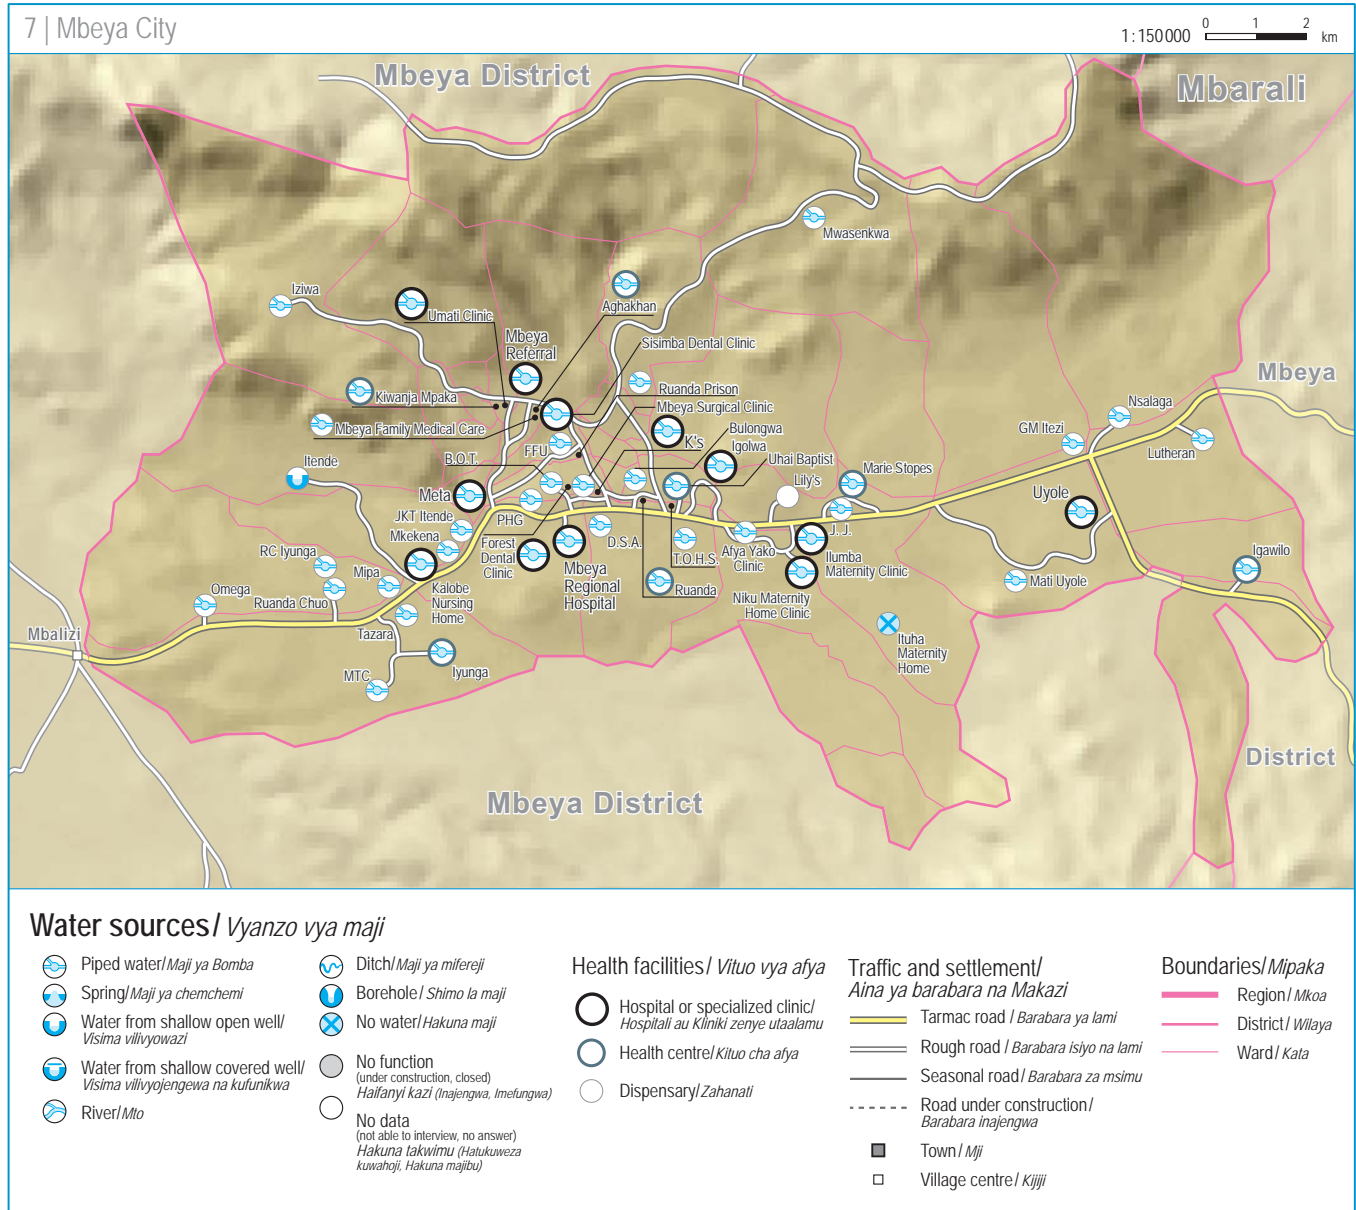 7 | Mbeya City
1:150 000
0 1 2
km
Mbeya District
Mbarali
Mwasenkwa
Iziwa
Umati Clinic
Aghakhan
Mbeya
Referral
Sisimba Dental Clinic
Mbeya
Kiwanja Mpaka
Ruanda Prison
Mbeya Surgical Clinic
Nsalaga
Mbeya Family Medical Care
Bulongwa
GM Itezi
FFU
K's
Igolwa
Lutheran
Itende
B.O.T.
Uhai Baptist
Marie Stopes
Lily's
Meta
Uyole
JKT Itende
PHG
J. J.
Mkekena
Forest
Dental
Clinic
D.S.A.
Afya Yako
Clinic
Ilumba
Maternity Clinic
RC Iyunga
T.O.H.S.
Igawilo
Mipa
Kalobe
Nursing
Home
Mbeya
Regional
Hospital
Mati Uyole
Omega
Ruanda Chuo
Ruanda
Niku Maternity
Home Clinic
Mbalizi
Tazara
Ituha
Maternity
Home
MTC
Iyunga
District
Mbeya District
Water sources/ Vyanzo vya maji
Piped water/Maji ya Bomba
Spring/Maji ya chemchemi
Water from shallow open well/
Visima vilivyowazi
Water from shallow covered well/
Visima vilivyojengewa na kufunikwa
River/Mto
Ditch/Maji ya mifereji
Borehole / Shimo la maji
No water/Hakuna maji
No function
(under construction, closed)
Haifanyi kazi (Inajengwa, Imefungwa)
No data
(not able to interview, no answer)
Hakuna takwimu (Hatukuweza
kuwahoji, Hakuna majibu)
Health facilities/ Vituo vya afya
Hospital or specialized clinic/
Hospitali au Kliniki zenye utaalamu
Health centre/Kituo cha afya
Dispensary/Zahanati
Traffic and settlement/
Aina ya barabara na Makazi
Tarmac road / Barabara ya lami
Rough road / Barabara isiyo na lami
Seasonal road / Barabara za msimu
Road under construction/
Barabara inajengwa
Town / Mji
Village centre / Kijiji
Boundaries/Mipaka
Region / Mkoa
District / Wilaya
Ward / Kata